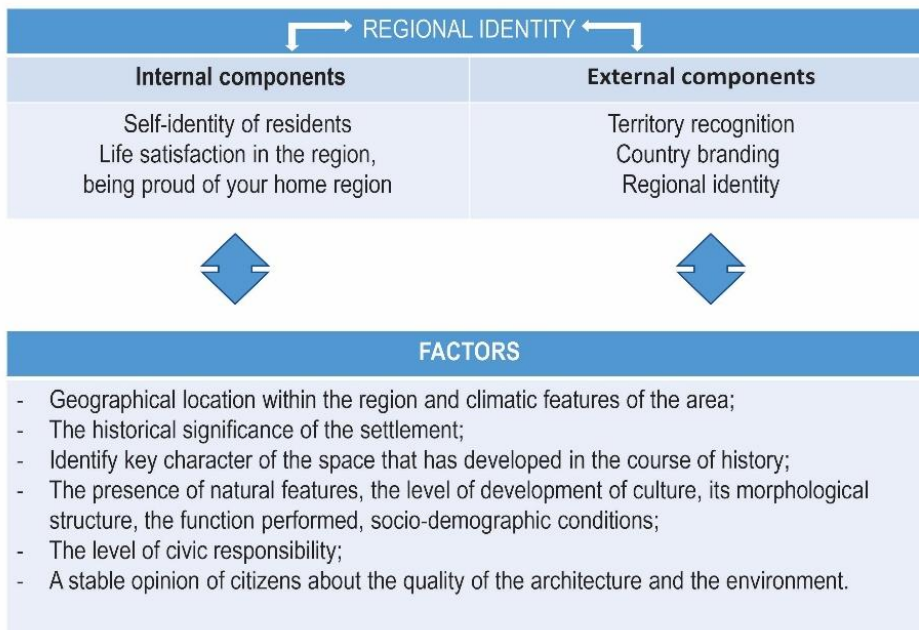 REGIONAL IDENTITY
Internal components
Self-identity of residents
Life satisfaction in the region,
being proud of your home region
External components
Territory recognition
Country branding
Regional identity
FACTORS
- Geographical location within the region and climatic features of the area;
- The historical significance of the settlement;
- Identify key character of the space that has developed in the course of history;
- The presence of natural features, the level of development of culture, its morphological
structure, the function performed, socio-demographic conditions;
- The level of civic responsibility;
- A stable opinion of citizens about the quality of the architecture and the environment.